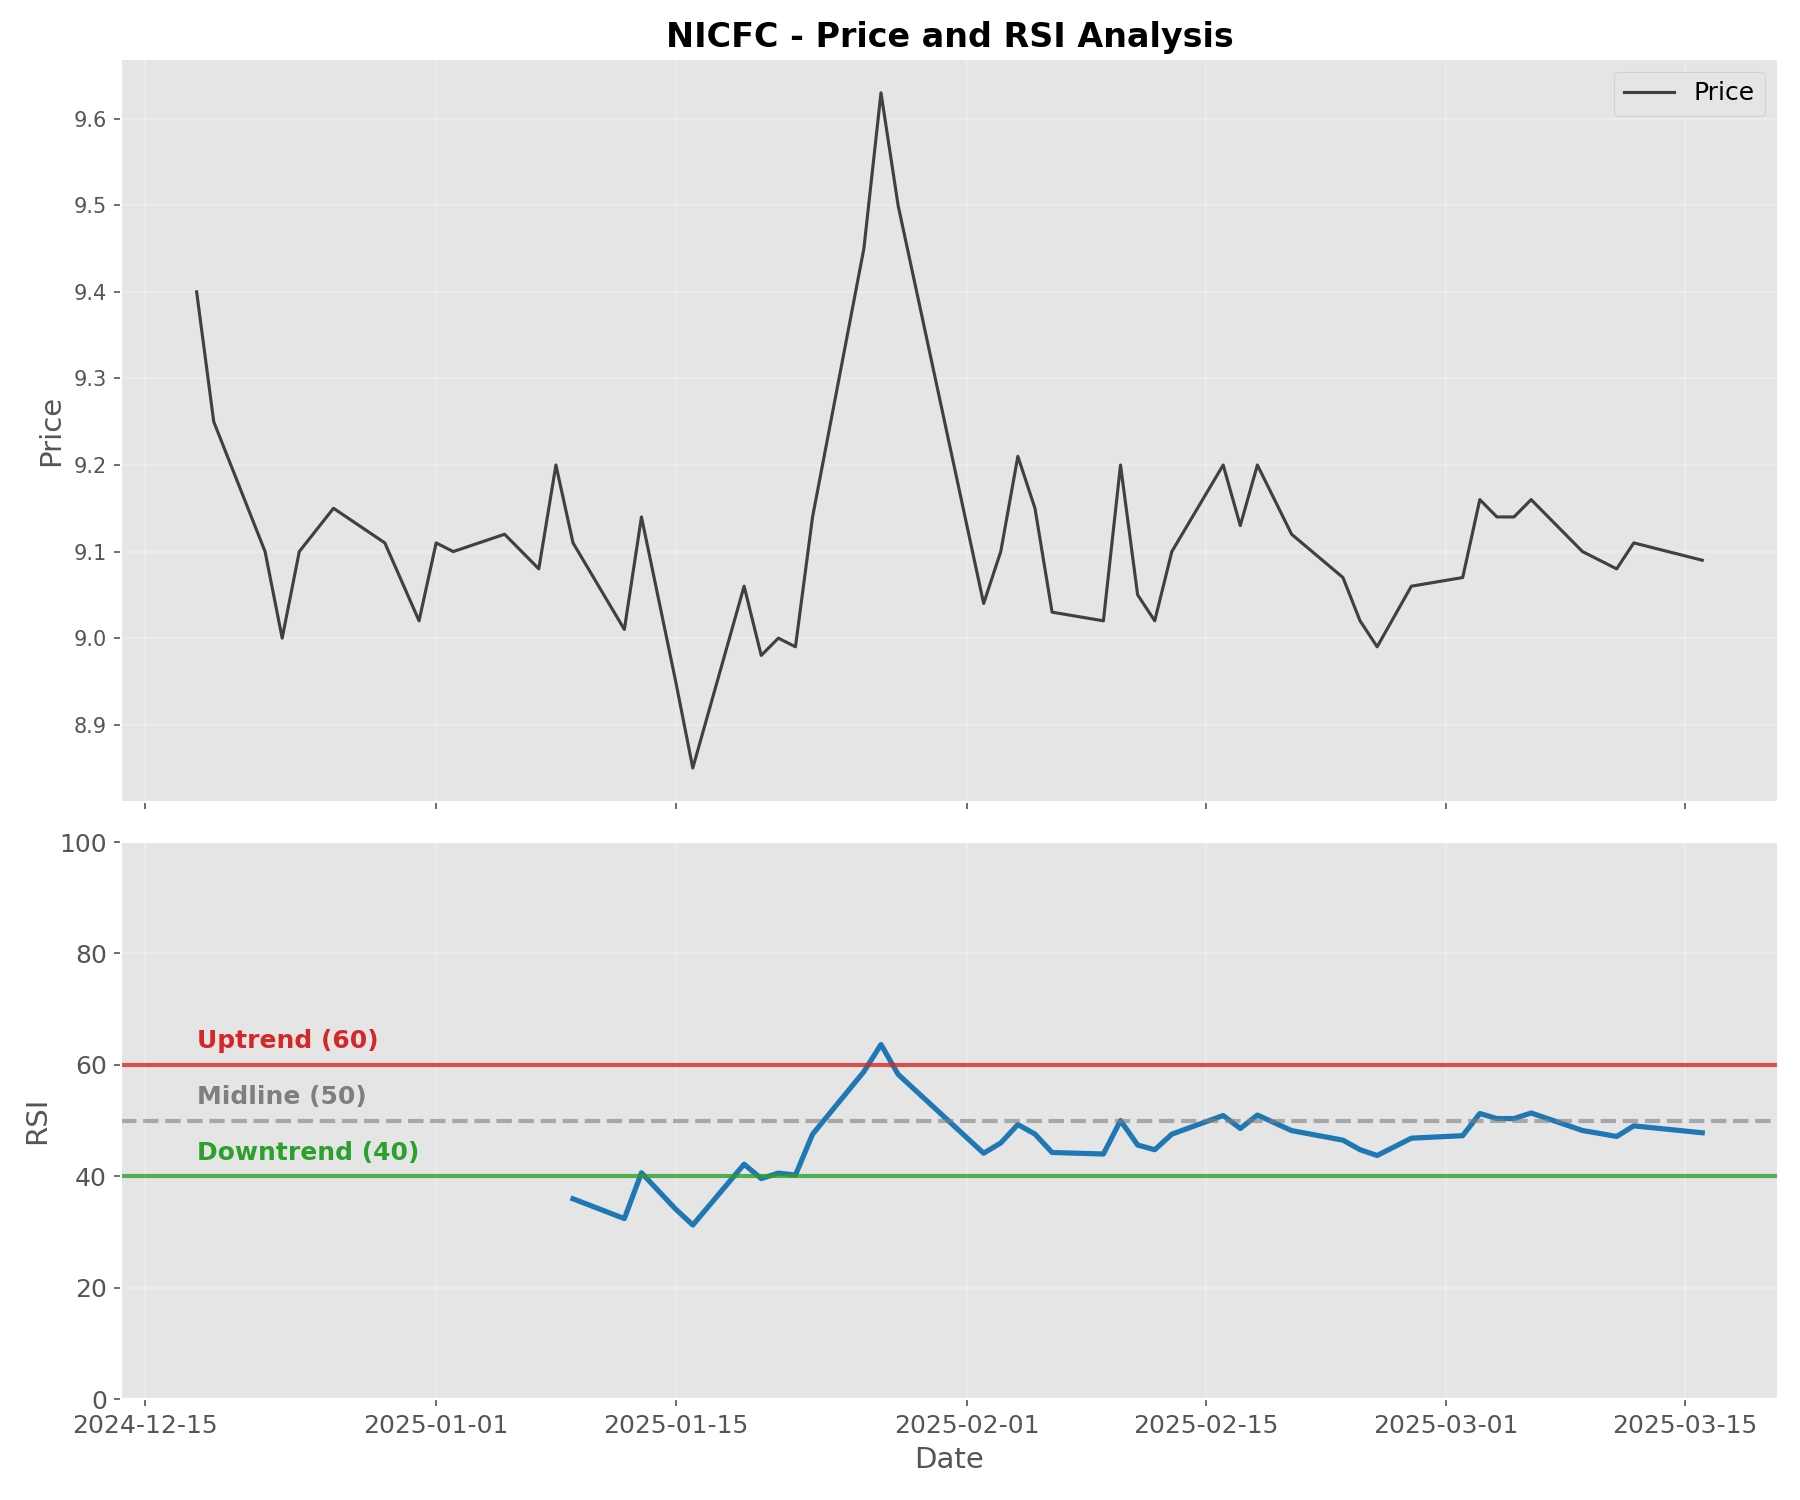 NICFC - Price and RSI Analysis
Price
9.6
9.5
9.4
9.3
9.2
9.1
9.0
8.9
Price
100
80
60
40
20
0
RSI
Uptrend (60)
Midline (50)
Downtrend (40)
2024-12-15
2025-01-01
2025-01-15
2025-02-01
2025-02-15
2025-03-01
2025-03-15
Date